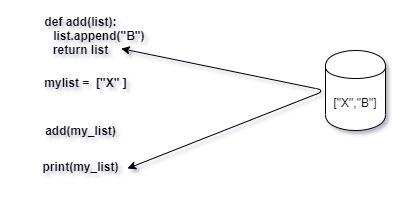 def add(list):
list.append("B")
return list
mylist = ["X" ]
["X","B"]
add(my_list)
print(my_list)